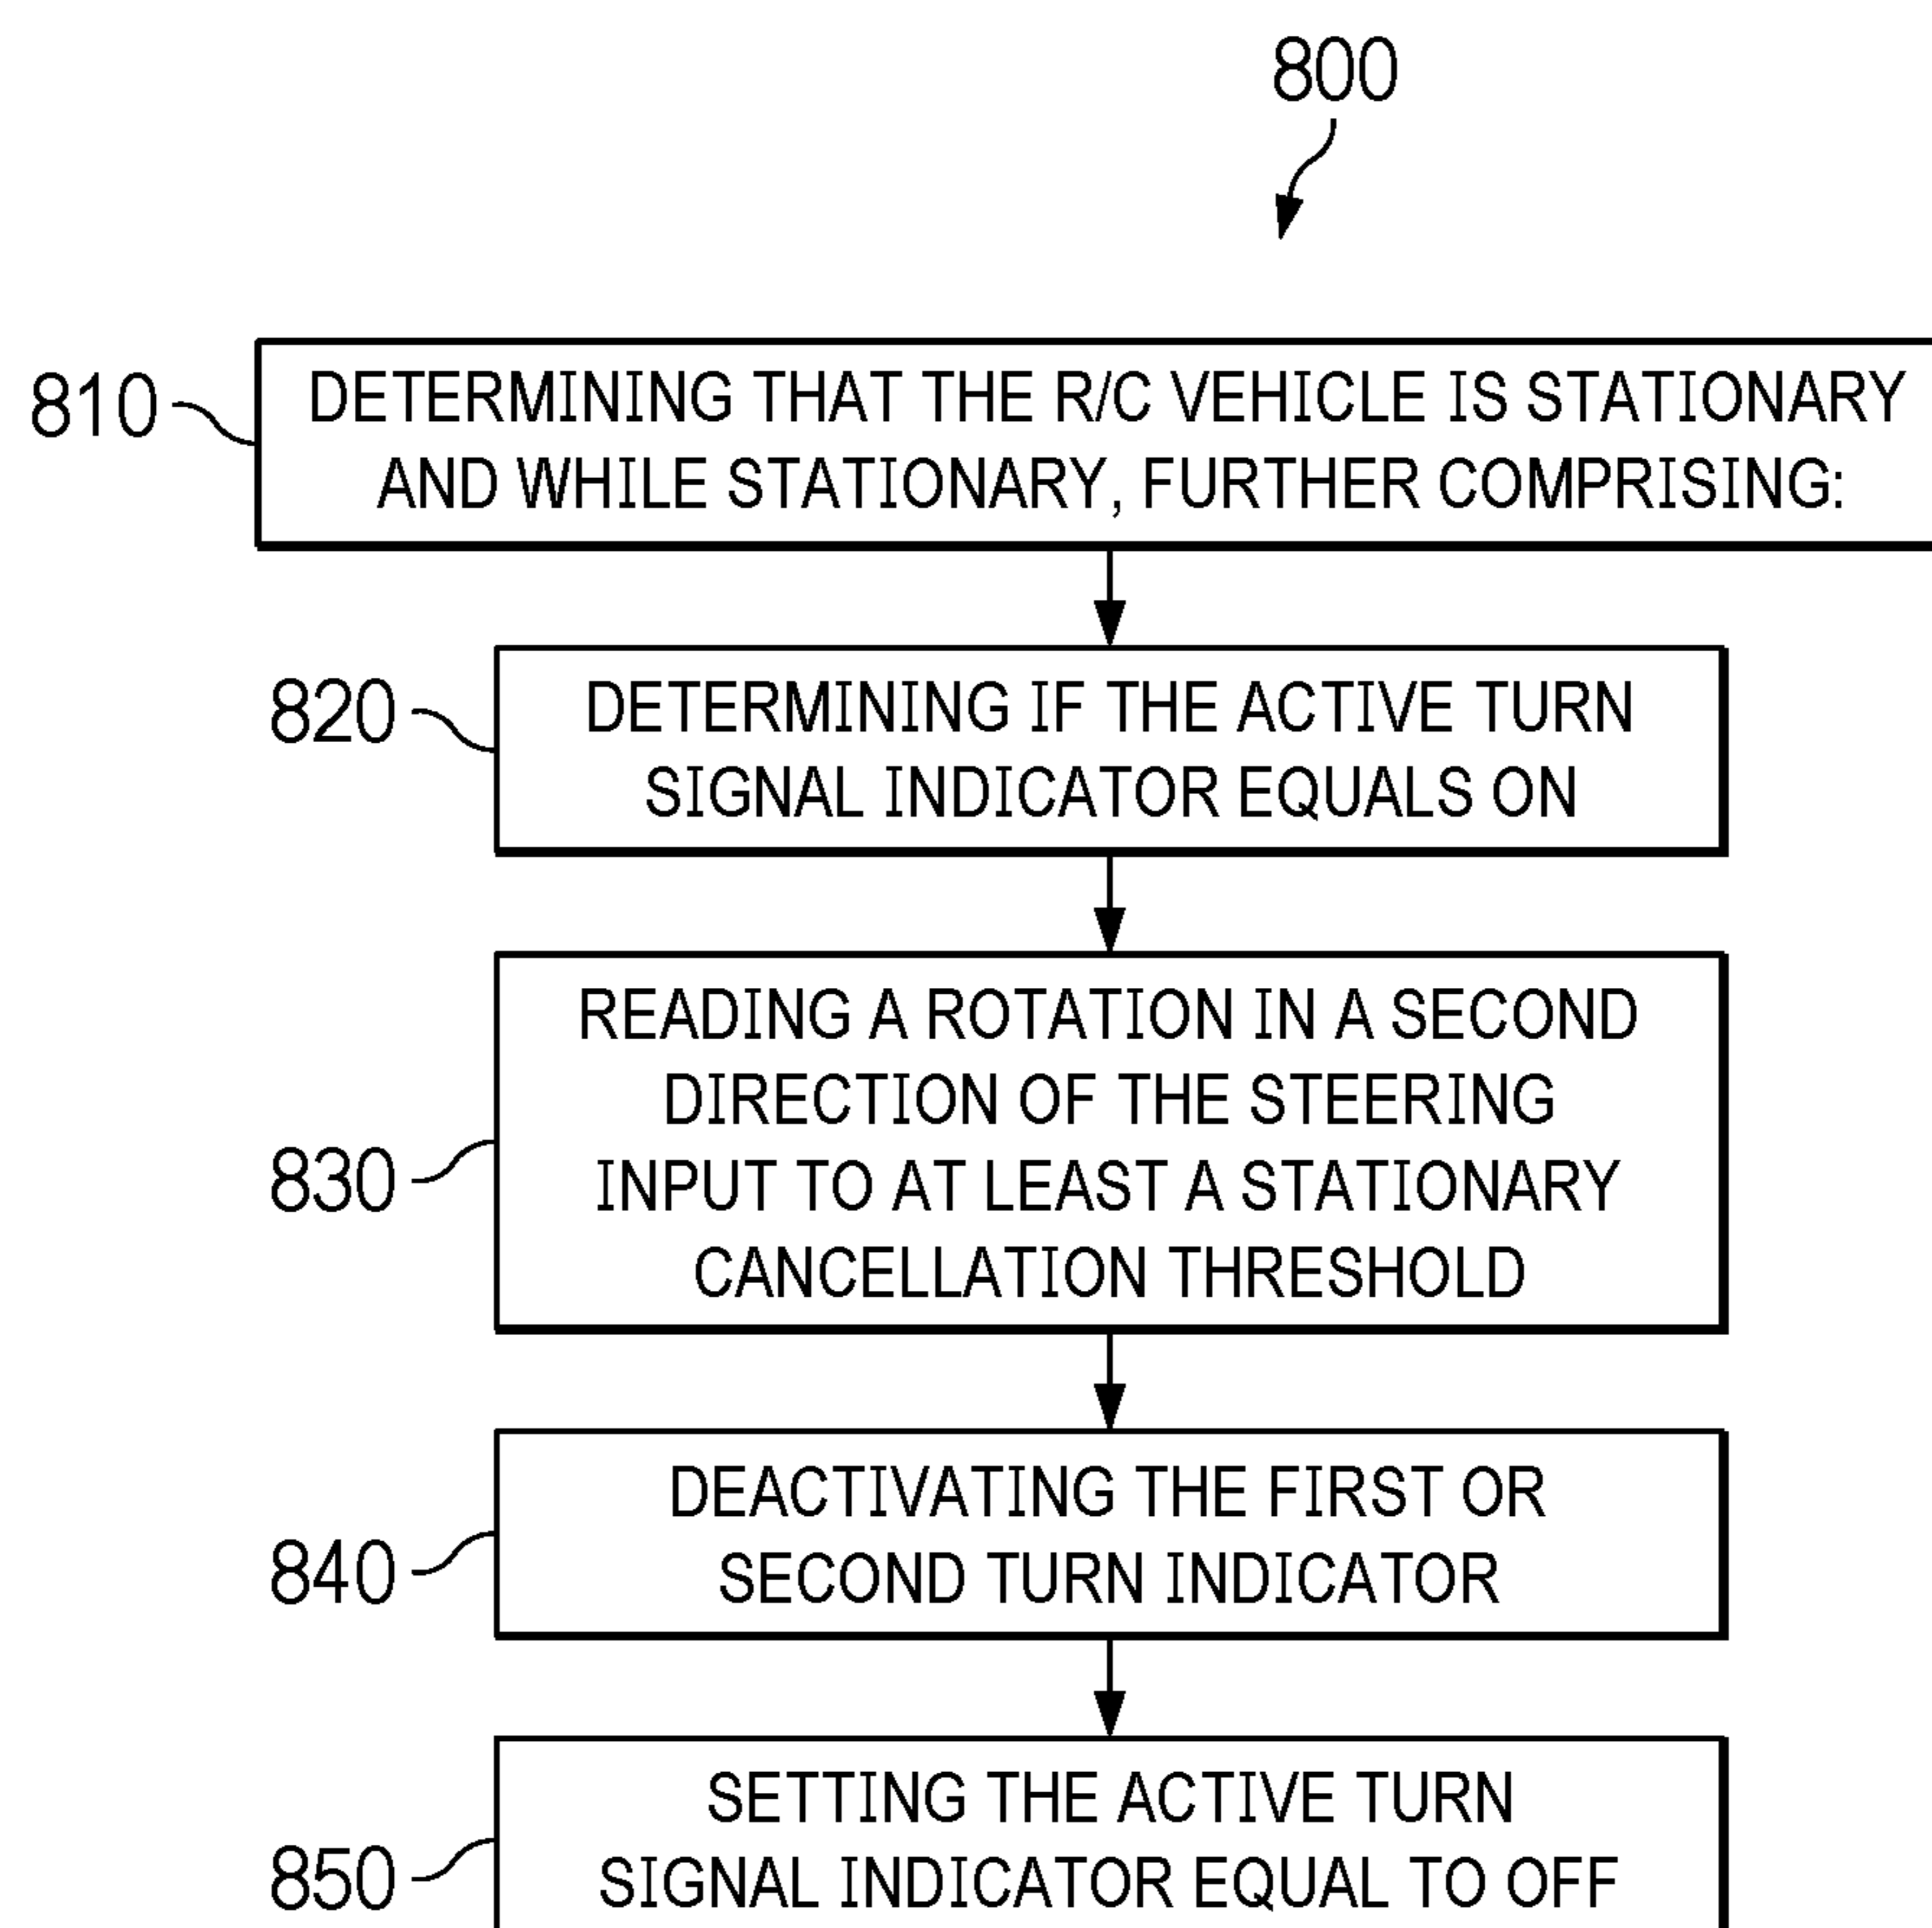 800
810
DETERMINING THAT THE R/C VEHICLE IS STATIONARY
AND WHILE STATIONARY, FURTHER COMPRISING:
820
DETERMINING IF THE ACTIVE TURN
SIGNAL INDICATOR EQUALS ON
830
READING A ROTATION IN A SECOND
DIRECTION OF THE STEERING
INPUT TO AT LEAST A STATIONARY
CANCELLATION THRESHOLD
840
DEACTIVATING THE FIRST OR
SECOND TURN INDICATOR
850
SETTING THE ACTIVE TURN
SIGNAL INDICATOR EQUAL TO OFF